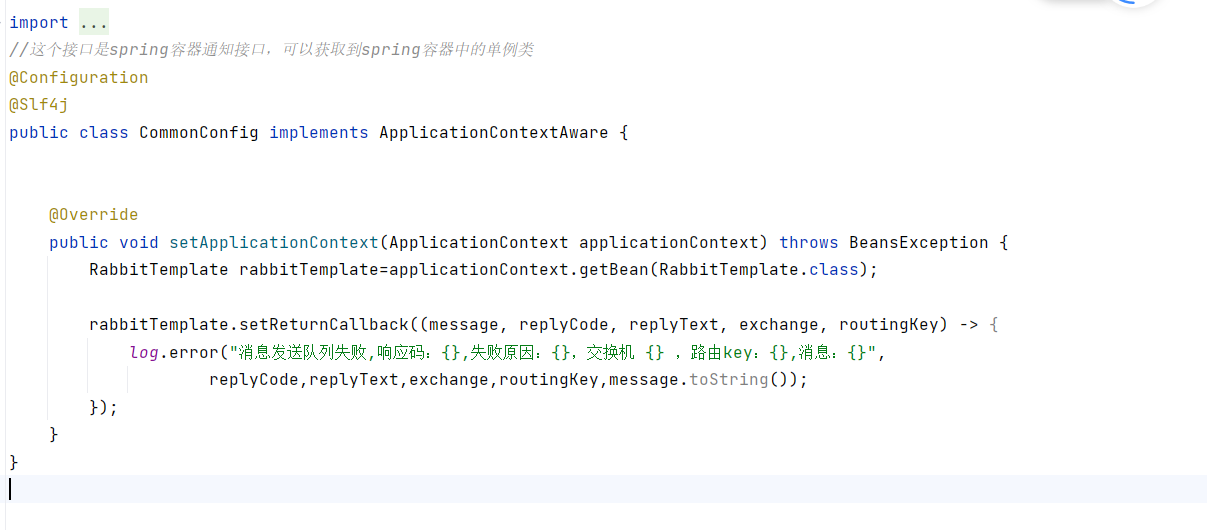 import ...
//这个接口是spring容器通知接口，可以获取到spring容器中的单例类
@Configuration
@Slf4j
public class CommonConfig implements ApplicationContextAware {
@Override
public void setApplicationContext(ApplicationContext applicationContext) throws BeansException {
RabbitTemplate rabbitTemplate=applicationContext.getBean(RabbitTemplate.class);
rabbitTemplate.setReturnCallback((message, replyCode, replyText, exchange, routingKey) -> {
log.error("消息发送队列失败,响应码：{},失败原因：{}，交换机 {} ，路由key：{},消息：{}",
replyCode,replyText,exchange,routingKey,message.toString());
});
}
}